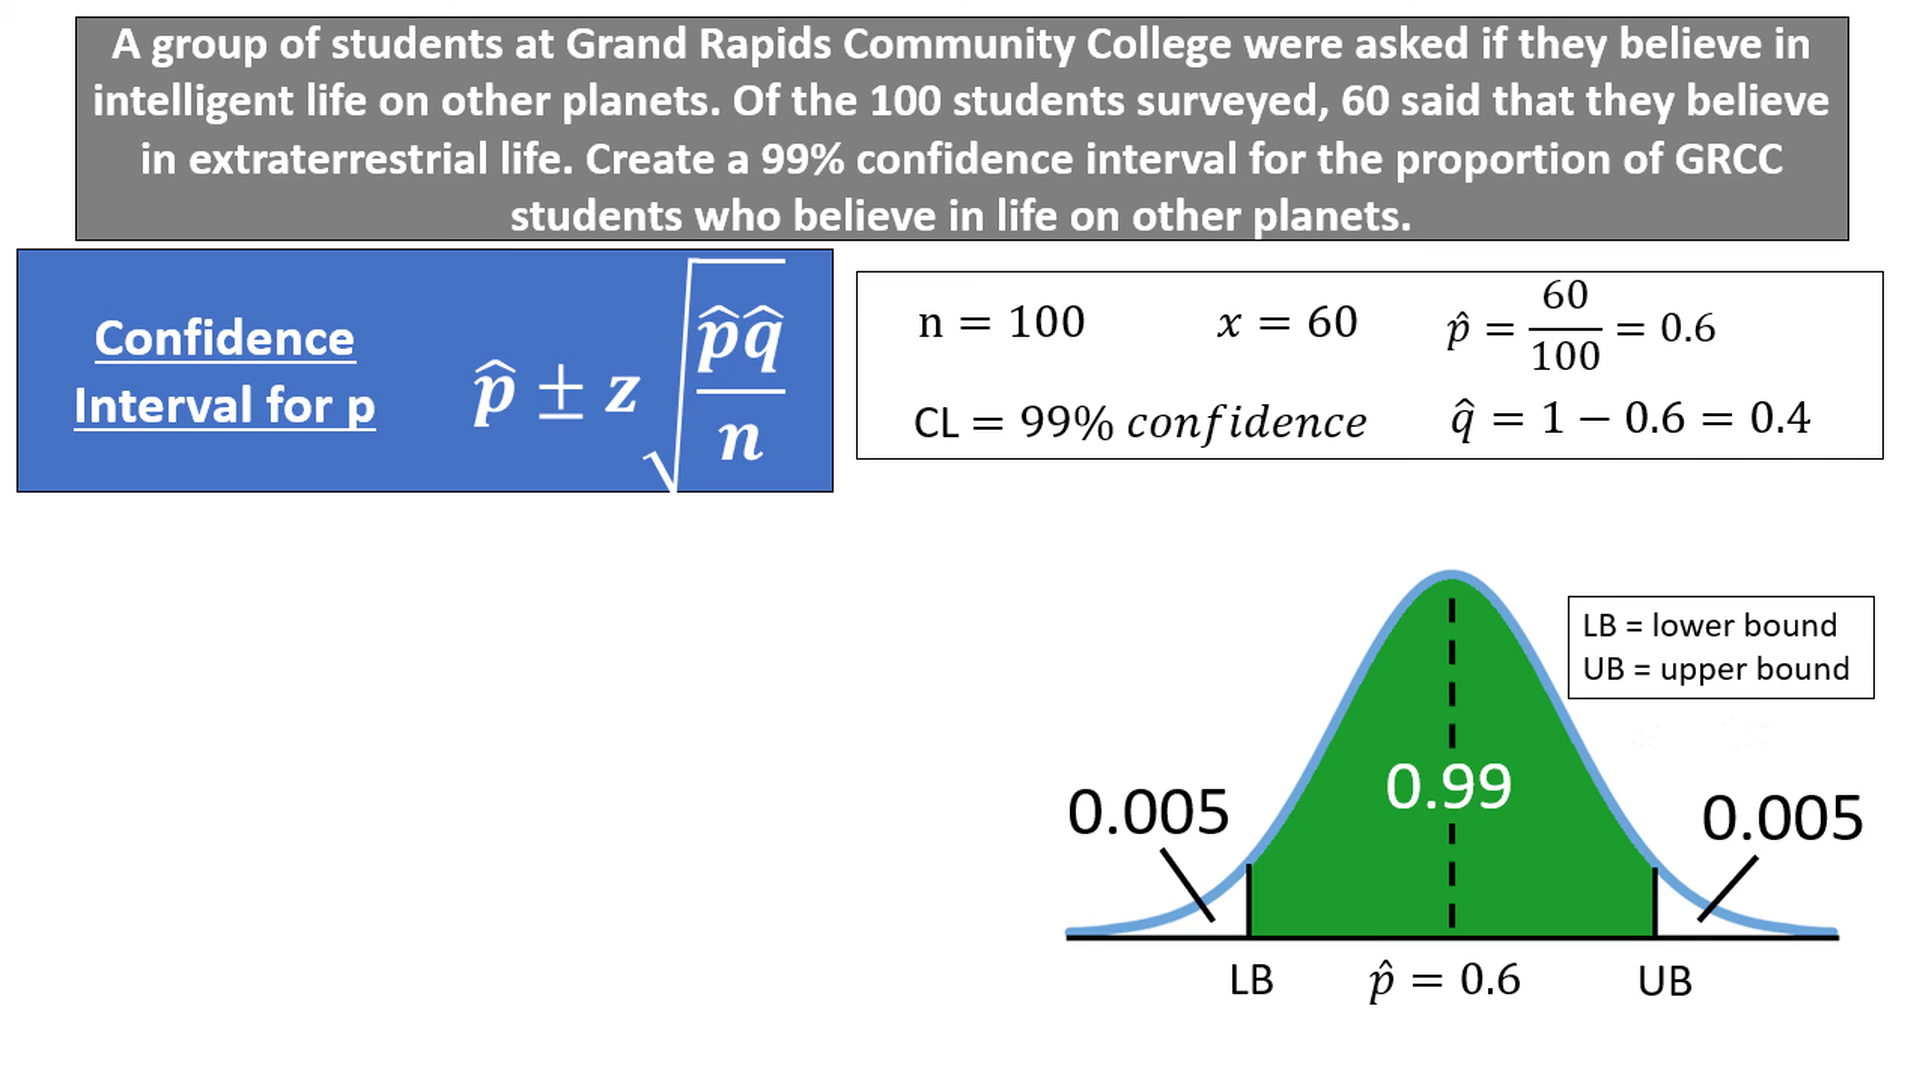 A group of students at Grand Rapids Community College were asked if they believe in
intelligent life on other planets. Of the 100 students surveyed, 60 said that they believe
in extraterrestrial life. Create a 99% confidence interval for the proportion of GRCC
students who believe in life on other planets.
Confidence
Interval for p
p̂ ± z √(p̂q̂/n)
n = 100
x = 60
p̂ = 60/100 = 0.6
CL = 99% confidence
q̂ = 1 − 0.6 = 0.4
LB = lower bound
UB = upper bound
0.99
0.005
0.005
LB
p̂ = 0.6
UB